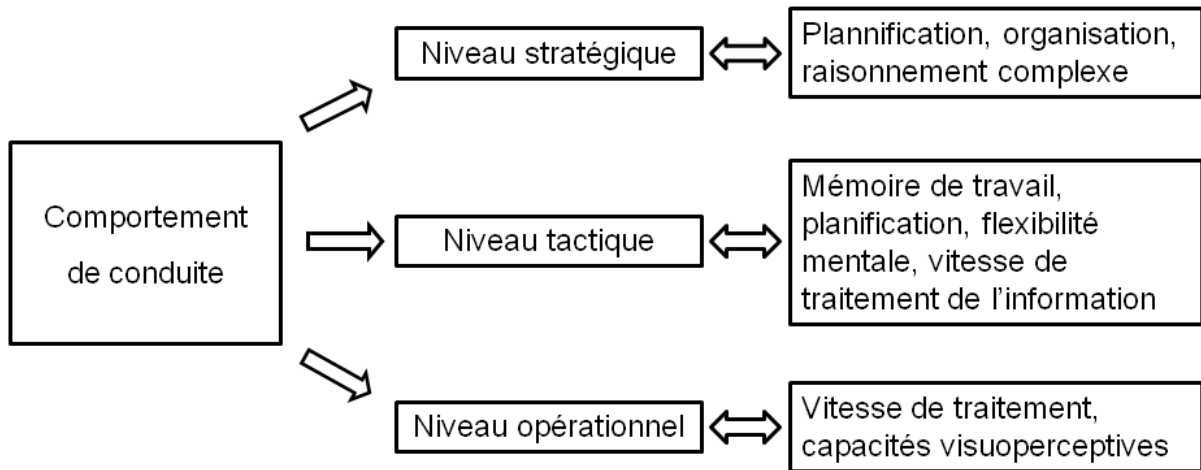 Comportement
de conduite
Niveau stratégique
Plannification, organisation,
raisonnement complexe
Niveau tactique
Mémoire de travail,
planification, flexibilité
mentale, vitesse de
traitement de l’information
Niveau opérationnel
Vitesse de traitement,
capacités visuoperceptives